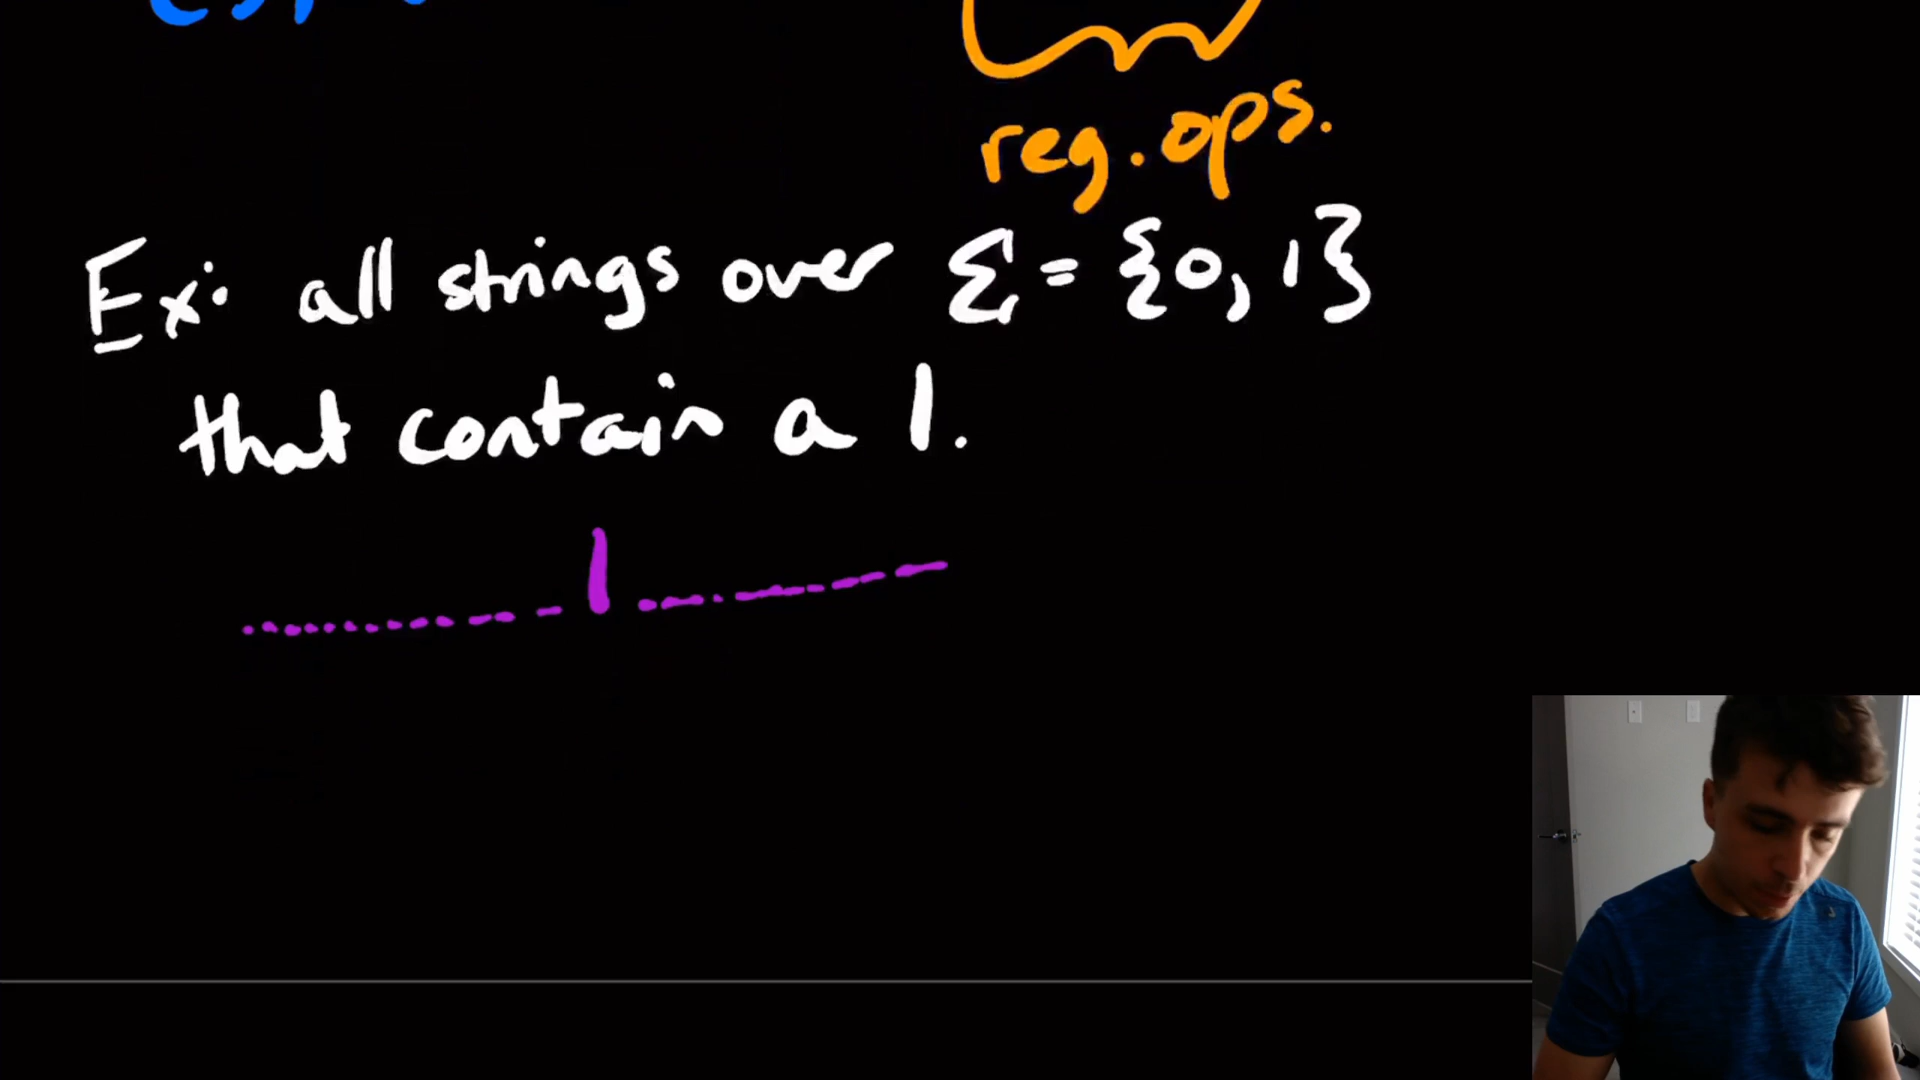 reg. ops.
Ex: all strings over Σ = {0, 1}
that contain a 1.
1